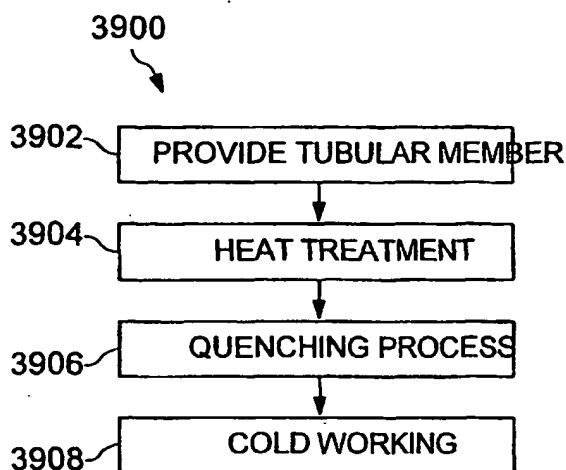 3900
3902
PROVIDE TUBULAR MEMBER
3904
HEAT TREATMENT
3906
QUENCHING PROCESS
3908
COLD WORKING